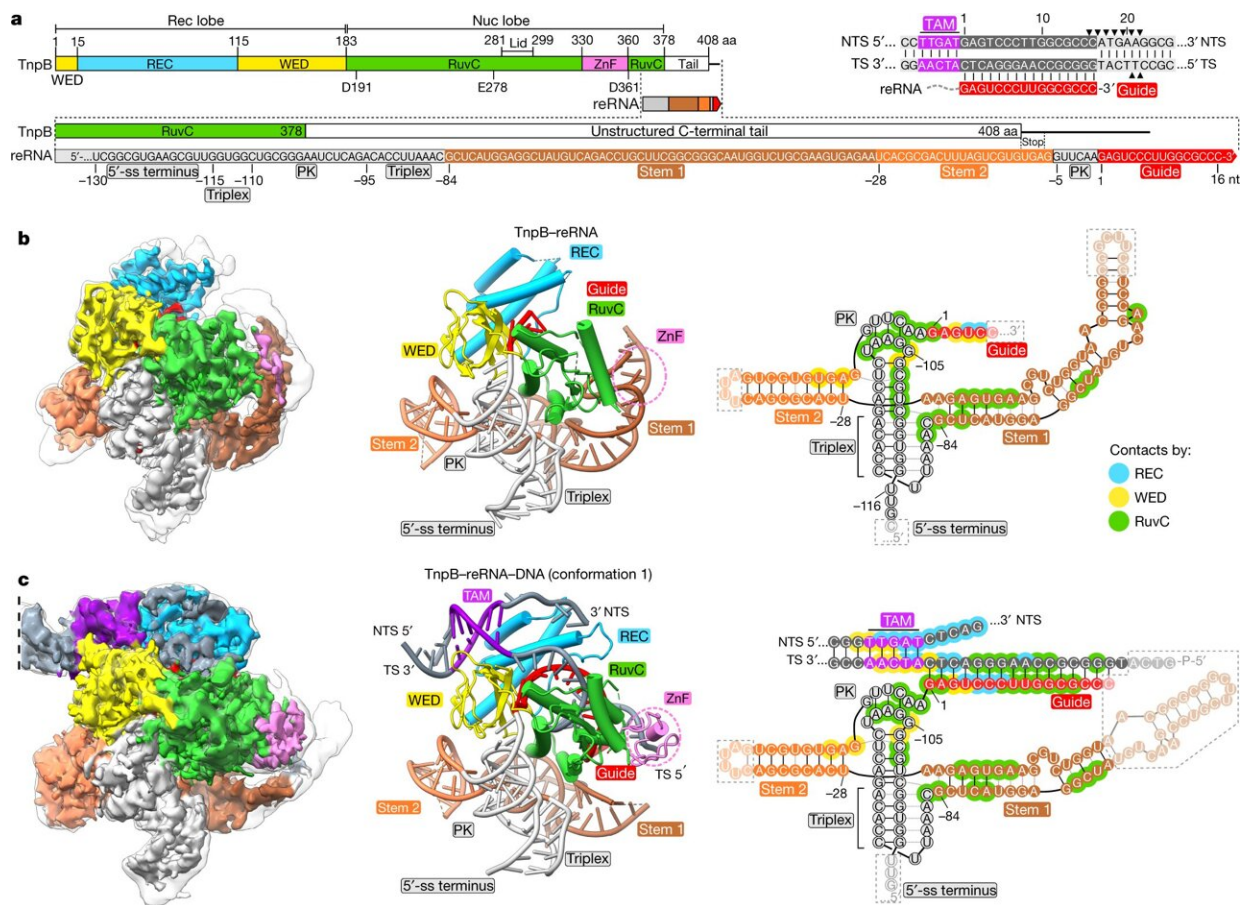 a
Rec lobe Nuc lobe
281 Lid 299
1 15 115 183 330 360 378 408 aa
TnpB REC WED RuvC ZnF RuvC Tail
WED
D191 E278 D361
reRNA
TAM 1 10 20
NTS 5′… CCTTGATGAGTCCCTTGGCGCCCATGAAGGCG …3′ NTS
TS 3′… GGAACTACTCAGGGAACCGCGGGTACTTCCGC …5′ TS
reRNA GAGUCCCUUGGCGCCC -3′ Guide
TnpB RuvC 378 Unstructured C-terminal tail 408 aa
Stop
reRNA 5′-…UCGGCGUGAAGCGUUGGUGGCUGCGGGAAUCUCAGACACCUUAAACGCUCAUGGAGGCUAUGUCAGACCUGCUUCGGCGGGGCAAUGGUCUGCGAAGUGAGAAUCACGCGACUUUAGUCGUGUGAGGUUCAAGAGUCCCUUGGCGCCC-3′
5′-ss terminus PK Triplex Stem 1 Stem 2 PK Guide
−130 −115 −110 −95 −84 −28 −5 1 16 nt
Triplex
b
TnpB–reRNA
REC
Guide
RuvC
ZnF
WED
Stem 2
Stem 1
PK
Triplex
5′-ss terminus
PK
1
…3′
Guide
−105
Stem 2
−28
−84
Stem 1
Triplex
−116
…5′
5′-ss terminus
Contacts by:
REC
WED
RuvC
c
TnpB–reRNA–DNA (conformation 1)
TAM
3′ NTS
NTS 5′
REC
TS 3′
RuvC
WED
ZnF
Guide
TS 5′
Stem 2
PK
Stem 1
Triplex
5′-ss terminus
TAM
NTS 5′… CGGTTGATCTCAG …3′ NTS
TS 3′… GCCAACTACTCAGGGAACCGCGGGTACTG -P-5′
GAGUCCCUUGGCGCCC
PK
1
Guide
−105
Stem 2
−28
−84
Stem 1
Triplex
…5′
5′-ss terminus